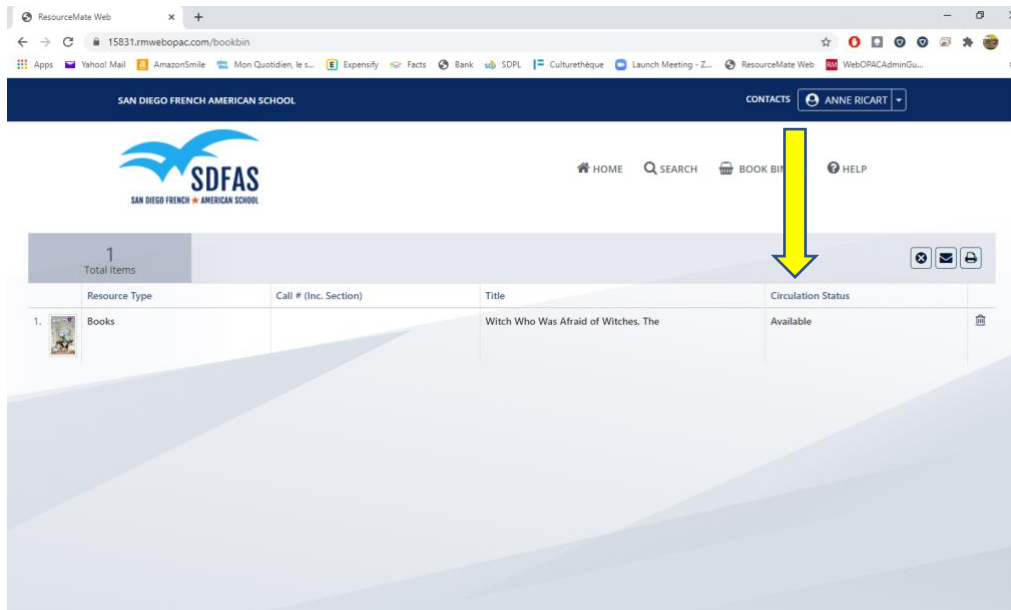 ResourceMate Web
15831.rmwebopac.com/bookbin
Apps Yahoo! Mail AmazonSmile Mon Quotidien, le s... Expensify Facts Bank SDPL Culturethèque Launch Meeting - Z... ResourceMate Web WebOPACAdminGu...
SAN DIEGO FRENCH AMERICAN SCHOOL CONTACTS ANNE RICART
SDFAS
SAN DIEGO FRENCH AMERICAN SCHOOL
HOME SEARCH BOOK BIN HELP
1
Total Items
Resource Type Call # (Inc. Section) Title Circulation Status
1. Books Witch Who Was Afraid of Witches, The Available